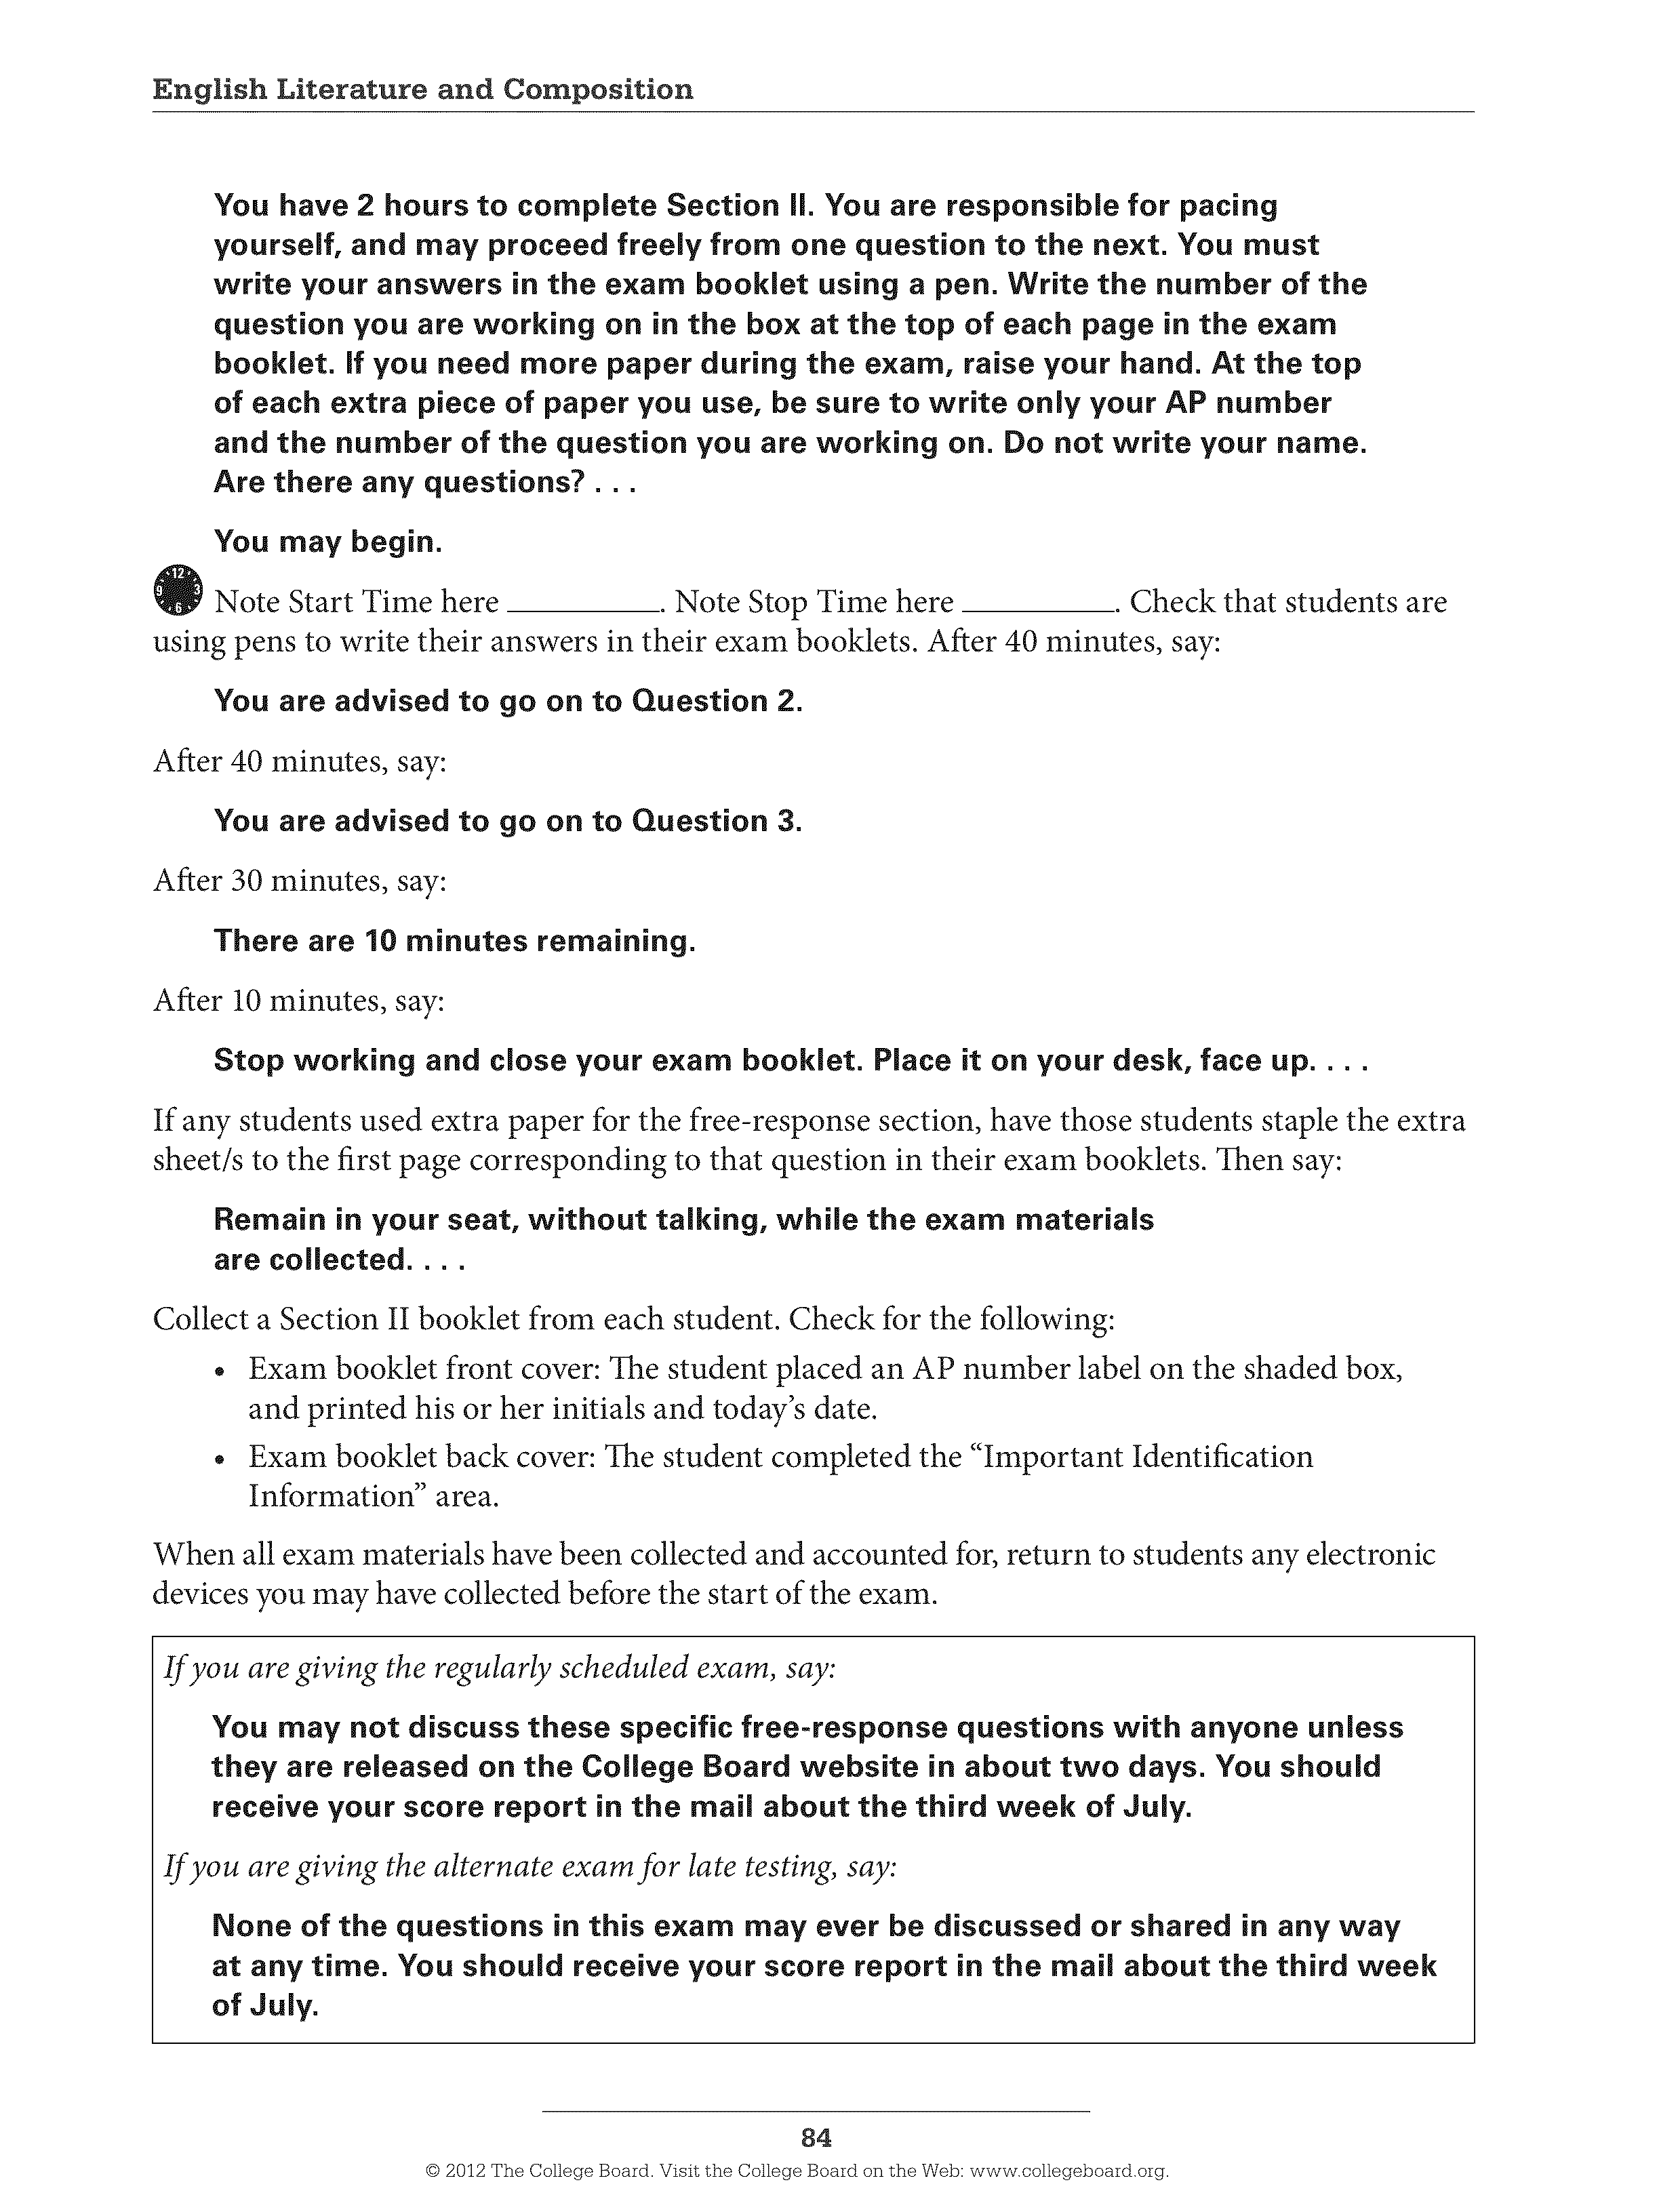 English Literature and Composition
You have 2 hours to complete Section II. You are responsible for pacing
yourself, and may proceed freely from one question to the next. You must
write your answers in the exam booklet using a pen. Write the number of the
question you are working on in the box at the top of each page in the exam
booklet. If you need more paper during the exam, raise your hand. At the top
of each extra piece of paper you use, be sure to write only your AP number
and the number of the question you are working on. Do not write your name.
Are there any questions? . . .
You may begin.
12
9 3
6
Note Start Time here __________. Note Stop Time here __________. Check that students are
using pens to write their answers in their exam booklets. After 40 minutes, say:
You are advised to go on to Question 2.
After 40 minutes, say:
You are advised to go on to Question 3.
After 30 minutes, say:
There are 10 minutes remaining.
After 10 minutes, say:
Stop working and close your exam booklet. Place it on your desk, face up. . . .
If any students used extra paper for the free-response section, have those students staple the extra
sheet/s to the first page corresponding to that question in their exam booklets. Then say:
Remain in your seat, without talking, while the exam materials
are collected. . . .
Collect a Section II booklet from each student. Check for the following:
• Exam booklet front cover: The student placed an AP number label on the shaded box,
and printed his or her initials and today’s date.
• Exam booklet back cover: The student completed the “Important Identification
Information” area.
When all exam materials have been collected and accounted for, return to students any electronic
devices you may have collected before the start of the exam.
If you are giving the regularly scheduled exam, say:
You may not discuss these specific free-response questions with anyone unless
they are released on the College Board website in about two days. You should
receive your score report in the mail about the third week of July.
If you are giving the alternate exam for late testing, say:
None of the questions in this exam may ever be discussed or shared in any way
at any time. You should receive your score report in the mail about the third week
of July.
84
© 2012 The College Board. Visit the College Board on the Web: www.collegeboard.org.